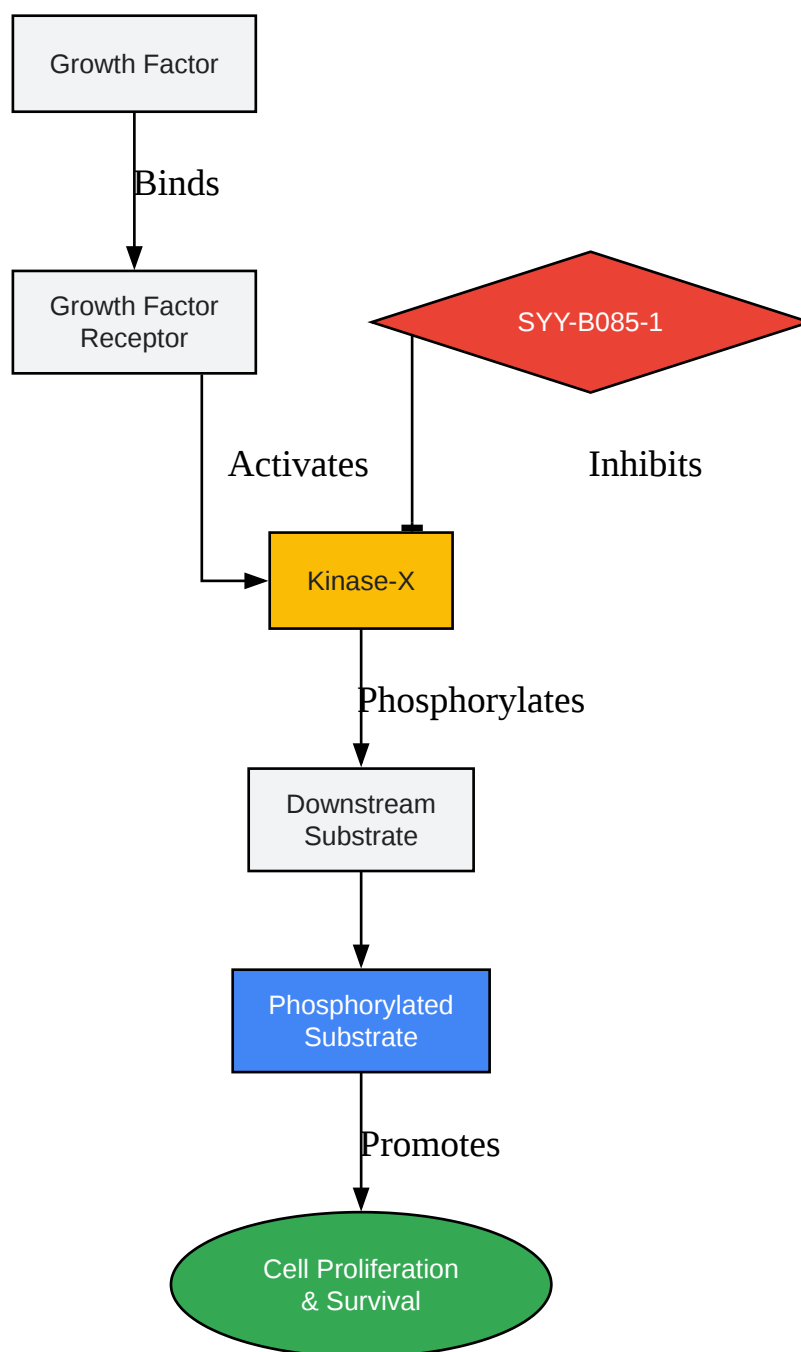 Growth Factor
Binds
Growth Factor
Receptor
SYY-B085-1
Activates
Inhibits
Kinase-X
Phosphorylates
Downstream
Substrate
Phosphorylated
Substrate
Promotes
Cell Proliferation
& Survival